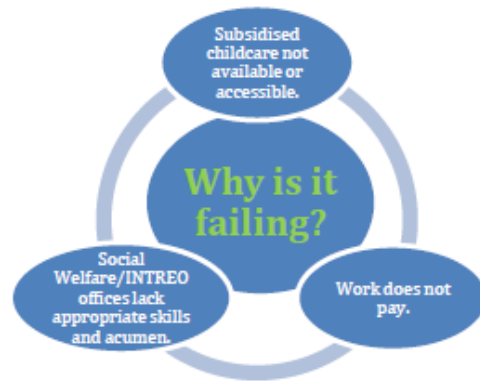 Subsidised
childcare not
available or
accessible.
Why is it
failing?
Social
Welfare/INTREO
offices lack
appropriate skills
and acumen.
Work does not
pay.